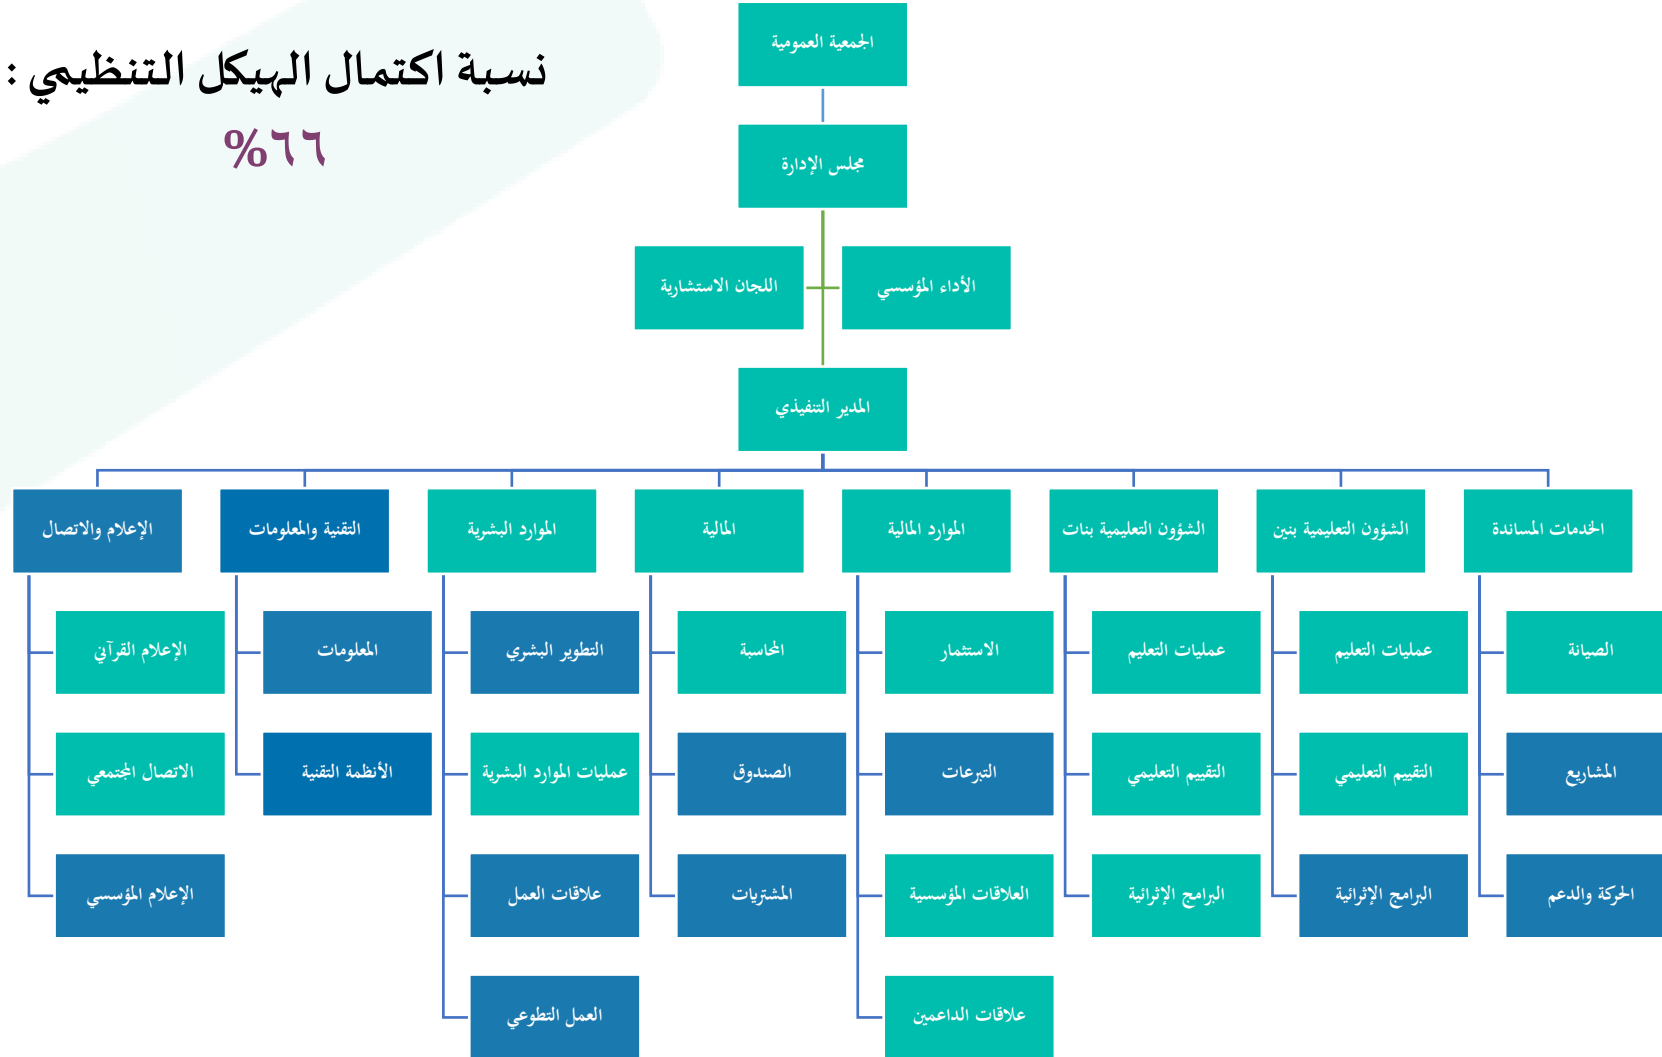 نسبة اكتمال الهيكل التنظيمي :
٦٦%
الجمعية العمومية
مجلس الإدارة
الأداء المؤسسي
اللجان الاستشارية
المدير التنفيذي
الخدمات المساندة
الصيانة
المشاريع
الحركة والدعم
الشؤون التعليمية بنين
عمليات التعليم
التقييم التعليمي
البرامج الإثرائية
الشؤون التعليمية بنات
عمليات التعليم
التقييم التعليمي
البرامج الإثرائية
الموارد المالية
الاستثمار
التبرعات
العلاقات المؤسسية
علاقات الداعمين
المالية
المحاسبة
الصندوق
المشتريات
الموارد البشرية
التطوير البشري
عمليات الموارد البشرية
علاقات العمل
العمل التطوعي
التقنية والمعلومات
المعلومات
الأنظمة التقنية
الإعلام والاتصال
الإعلام القرآني
الاتصال المجتمعي
الإعلام المؤسسي